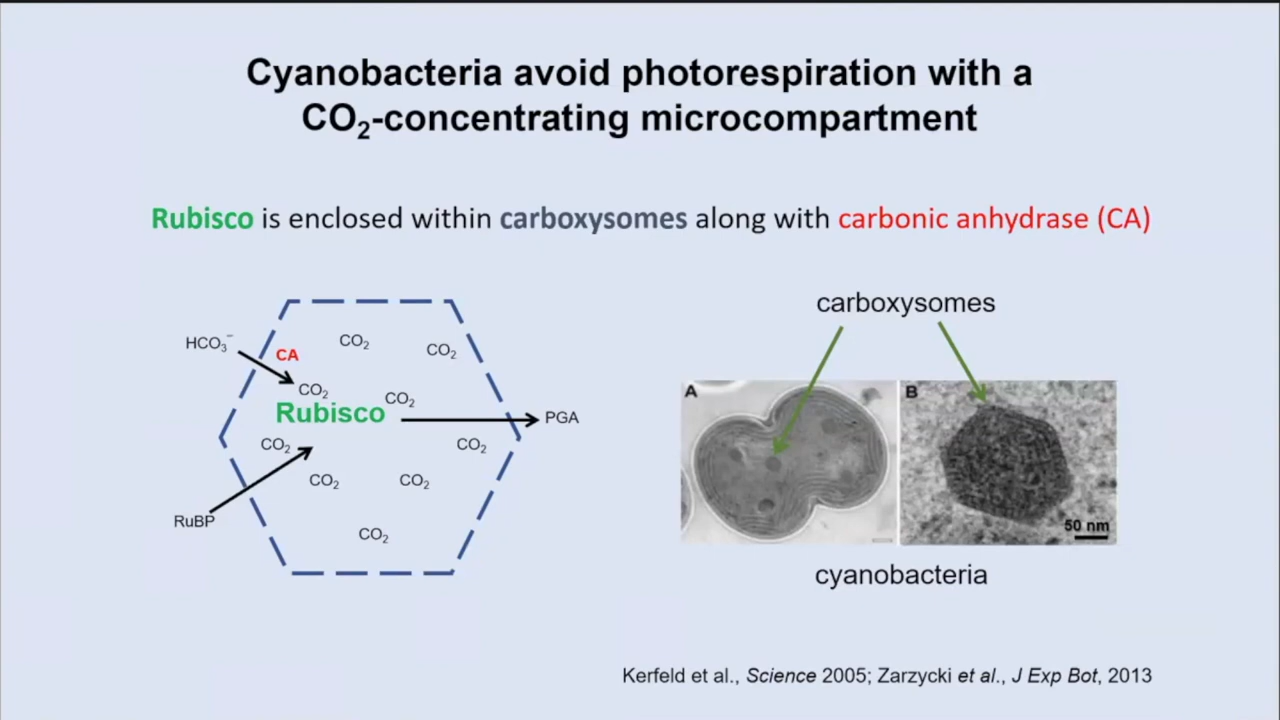 Cyanobacteria avoid photorespiration with a
CO₂-concentrating microcompartment
Rubisco is enclosed within carboxysomes along with carbonic anhydrase (CA)
carboxysomes
HCO₃⁻
CA
CO₂
CO₂
CO₂
CO₂
Rubisco
PGA
CO₂
CO₂
CO₂
CO₂
RuBP
CO₂
A
B
50 nm
cyanobacteria
Kerfeld et al., Science 2005; Zarzycki et al., J Exp Bot, 2013